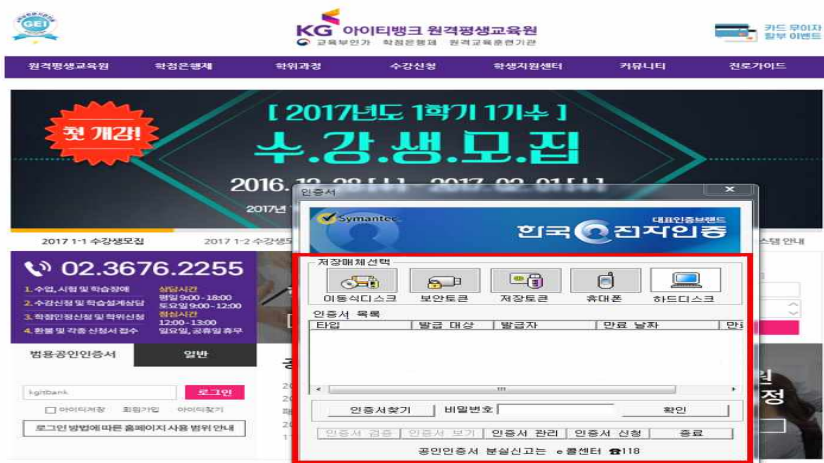 GEI
KG 아이티뱅크 원격평생교육원
교육부인가 학점은행제 원격교육훈련기관
카드 무이자
할부 이벤트
원격평생교육원 학점은행제 학위과정 수강신청 학생지원센터 커뮤니티 진로가이드
첫 개강!
[ 2017년도 1학기 1기수 ]
수.강.생.모.집
2016. 12. 28 [수] - 2017. 02. 01 [수]
2017년 1
2017 1-1 수강생모집
2017 1-2 수강생모
스템 안내
02.3676.2255
1. 수업, 시험 및 학습장애
2. 수강신청 및 학습설계상담
3. 학점인정신청 및 학위신청
4. 환불 및 각종 신청서 접수
상담시간
평일 9:00 - 18:00
토요일 9:00 - 12:00
점심시간
12:00 - 13:00
일요일, 공휴일 휴무
범용공인인증서
일반
kgitbank
로그인
아이디저장 회원가입 아이디찾기
로그인 방법에 따른 홈페이지 사용 범위 안내
인증서
Symantec.
대표인증브랜드
한국전자인증
저장매체선택
이동식디스크 보안토큰 저장토큰 휴대폰 하드디스크
인증서 목록
타입 발급 대상 발급자 만료 날짜 만료
인증서찾기 비밀번호 확인
인증서 검증 인증서 보기 인증서 관리 인증서 신청 종료
공인인증서 분실신고는 e콜센터 ☎118
원
정